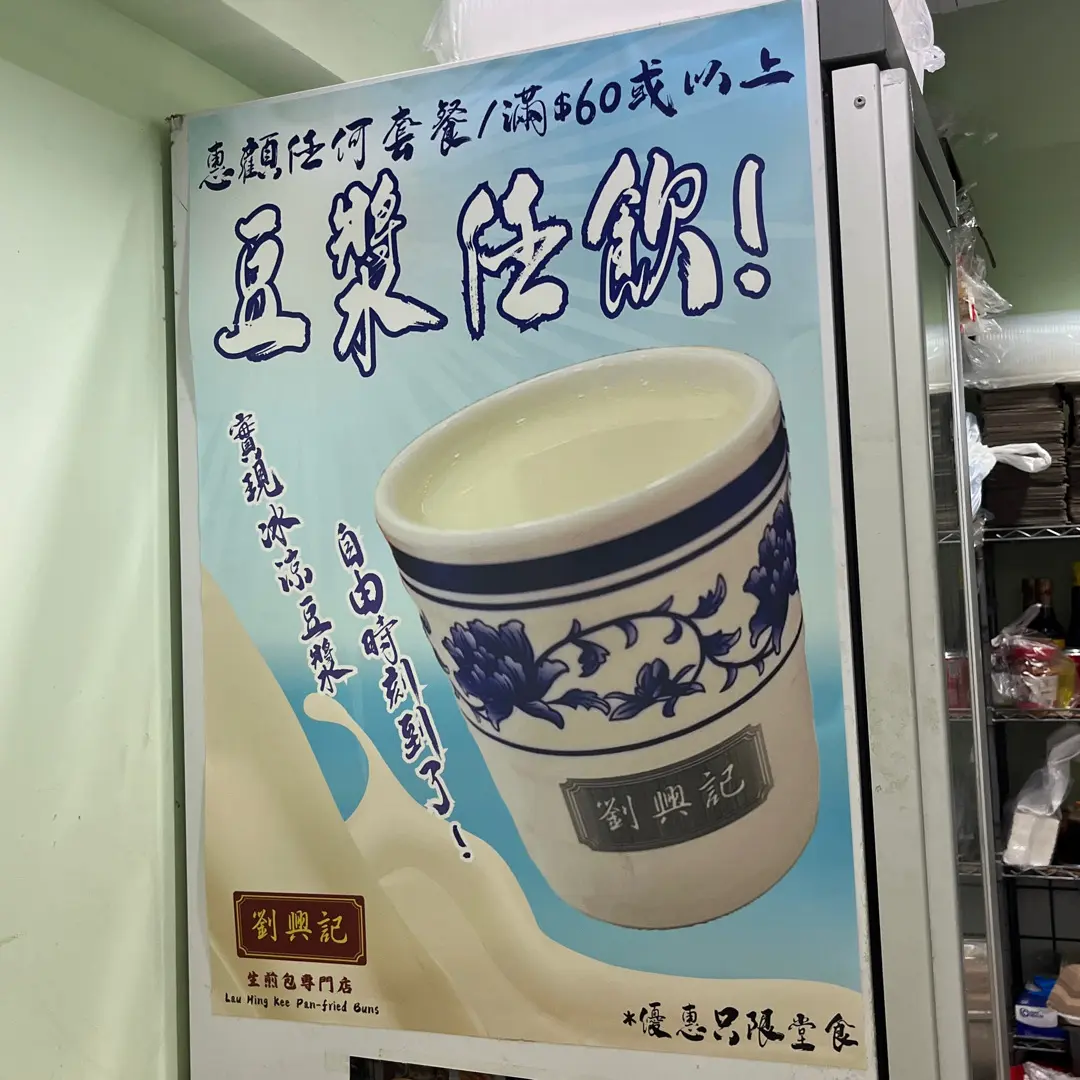 惠顧任何套餐/滿$60或以上
豆漿任飲!
實現冰凉豆漿
自由時刻到了!
劉興記
劉興記
生煎包專門店
Lau Hing Kee Pan-fried Buns
*優惠只限堂食